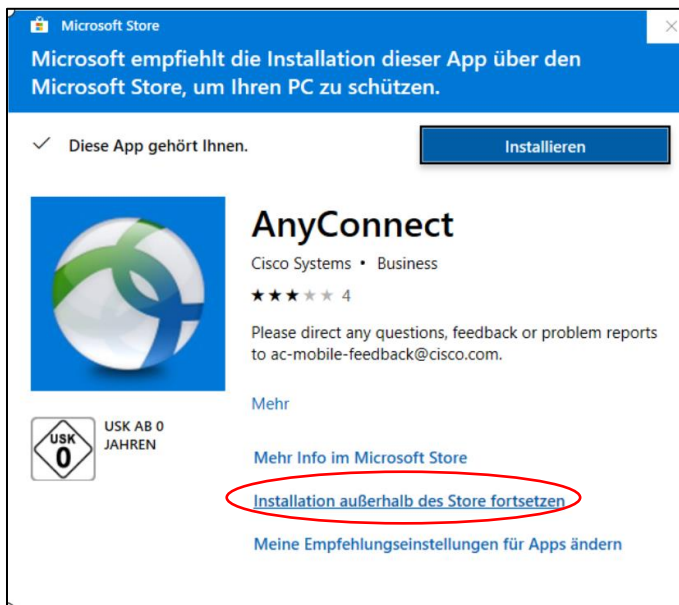 Microsoft Store
Microsoft empfiehlt die Installation dieser App über den
Microsoft Store, um Ihren PC zu schützen.
Diese App gehört Ihnen.
Installieren
AnyConnect
Cisco Systems • Business
★★★★★ 4
Please direct any questions, feedback or problem reports
to ac-mobile-feedback@cisco.com.
Mehr
USK
0
USK AB 0
JAHREN
Mehr Info im Microsoft Store
Installation außerhalb des Store fortsetzen
Meine Empfehlungseinstellungen für Apps ändern